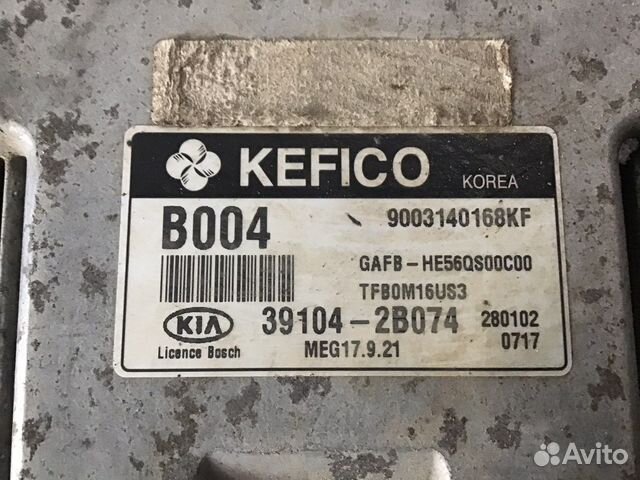 KEFICO KOREA
B004 9003140168KF
GAFB-HE56QS00C00
TFB0M16US3
KIA 39104-2B074 280102
Licence Bosch MEG17.9.21 0717
Avito